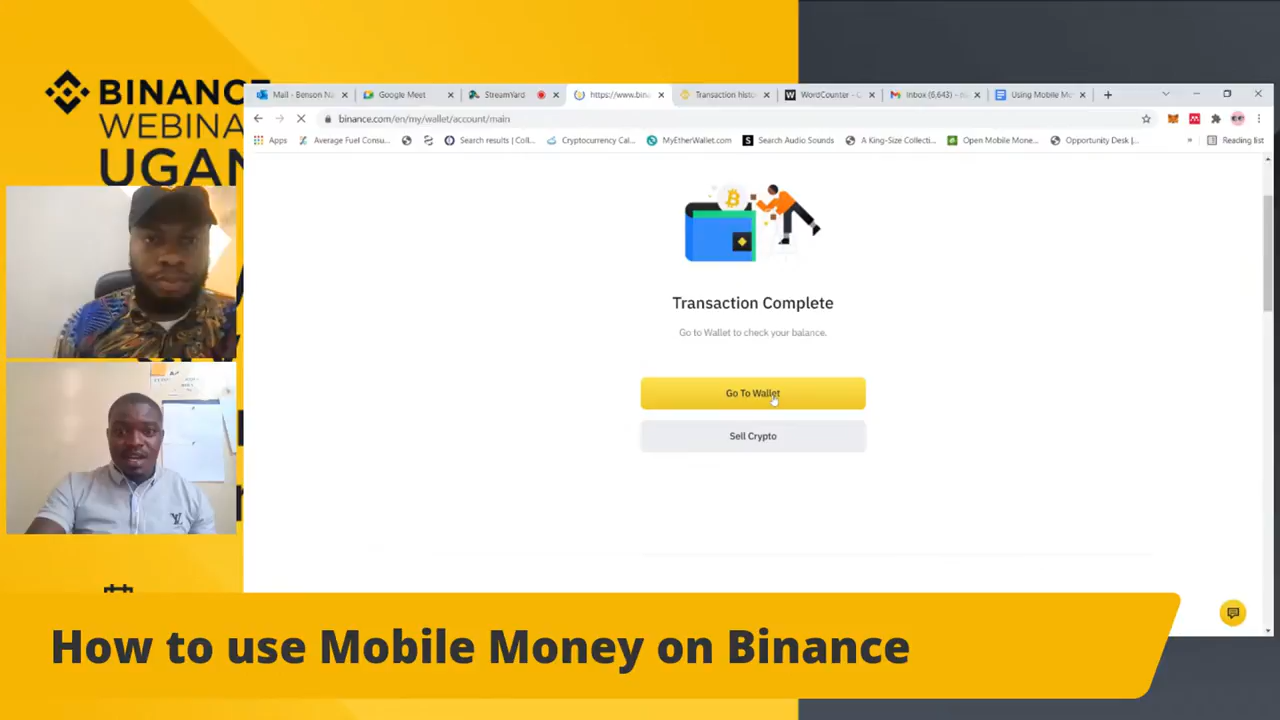 BINANCE
WEBINA
UGAN
Mail - Benson Na
Google Meet
StreamYard
https://www.bina
Transaction histo
WordCounter - C
Inbox (6,643) - m
Using Mobile Mo
binance.com/en/my/wallet/account/main
Apps
Average Fuel Consu...
Search results | Coll...
Cryptocurrency Cal...
MyEtherWallet.com
Search Audio Sounds
A King-Size Collecti...
Open Mobile Mone...
Opportunity Desk |...
»
Reading list
Transaction Complete
Go to Wallet to check your balance.
Go To Wallet
Sell Crypto
How to use Mobile Money on Binance